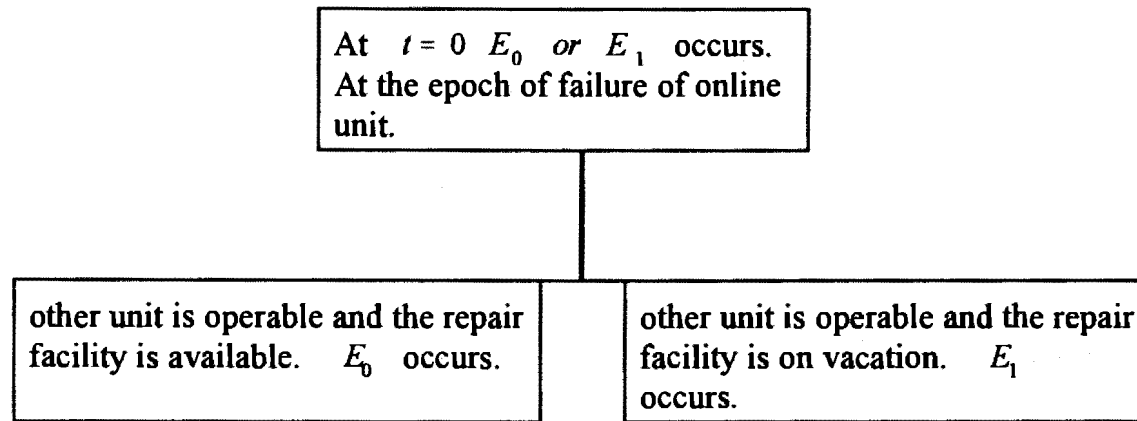 At t = 0 E₀ or E₁ occurs.
At the epoch of failure of online
unit.
other unit is operable and the repair
facility is available. E₀ occurs.
other unit is operable and the repair
facility is on vacation. E₁
occurs.